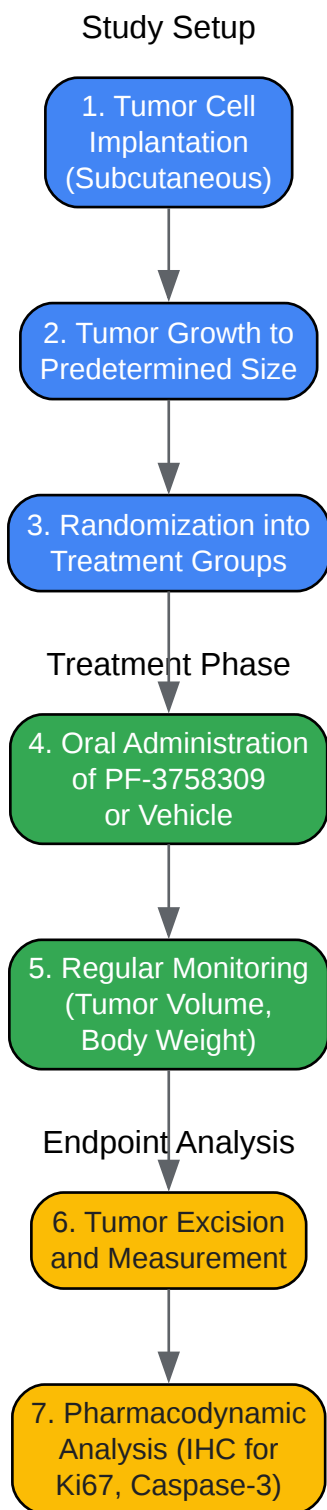 Study Setup
1. Tumor Cell
Implantation
(Subcutaneous)
2. Tumor Growth to
Predetermined Size
3. Randomization into
Treatment Groups
Treatment Phase
4. Oral Administration
of PF-3758309
or Vehicle
5. Regular Monitoring
(Tumor Volume,
Body Weight)
Endpoint Analysis
6. Tumor Excision
and Measurement
7. Pharmacodynamic
Analysis (IHC for
Ki67, Caspase-3)